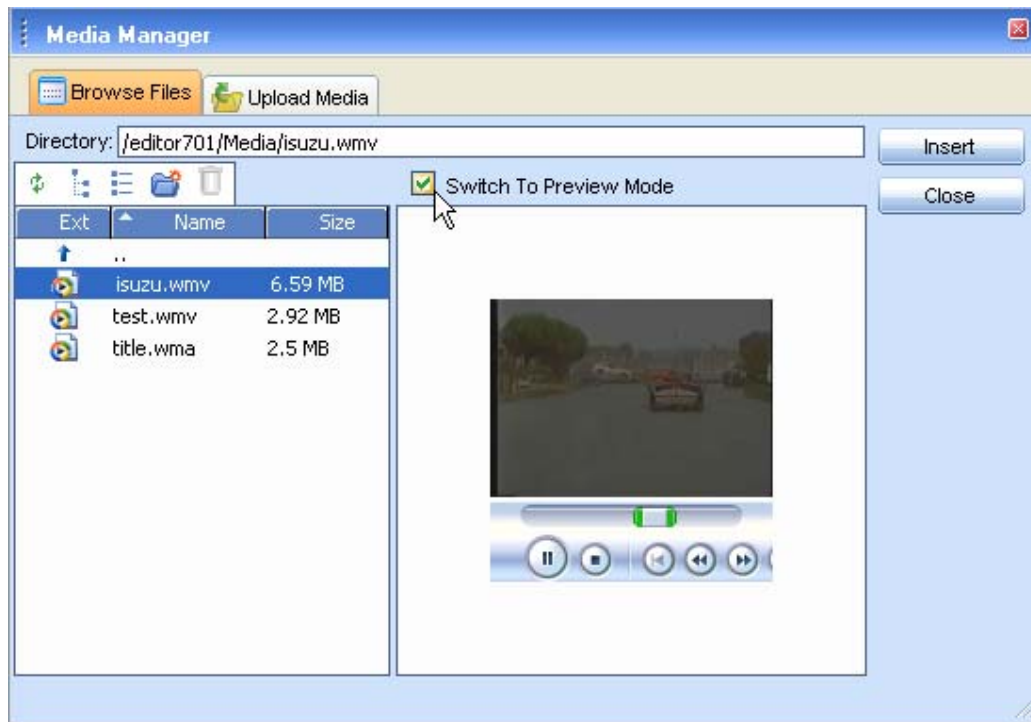 Media Manager
Browse Files
Upload Media
Directory: /editor701/Media/isuzu.wmv
Insert
Switch To Preview Mode
Close
Ext Name Size
..
isuzu.wmv 6.59 MB
test.wmv 2.92 MB
title.wma 2.5 MB